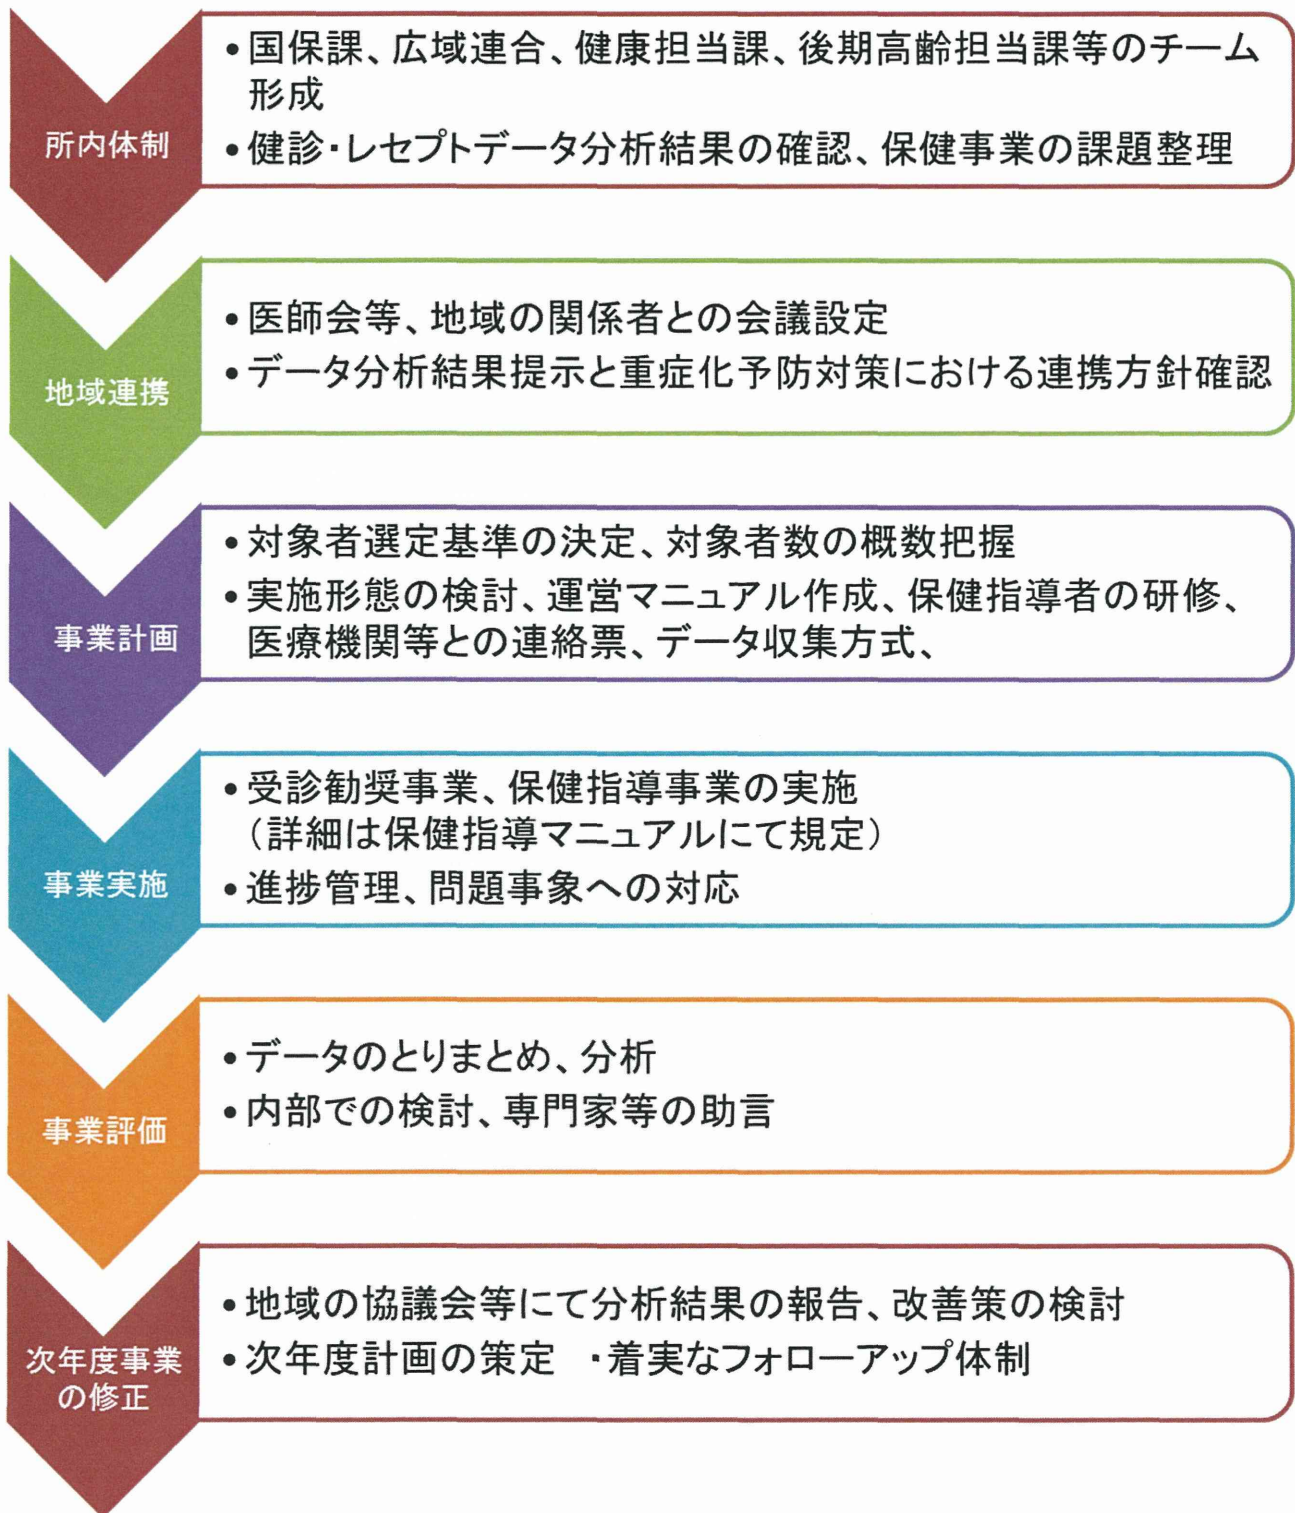 所内体制
•国保課、広域連合、健康担当課、後期高齢担当課等のチーム
形成
•健診・レセプトデータ分析結果の確認、保健事業の課題整理
地域連携
•医師会等、地域の関係者との会議設定
•データ分析結果提示と重症化予防対策における連携方針確認
事業計画
•対象者選定基準の決定、対象者数の概数把握
•実施形態の検討、運営マニュアル作成、保健指導者の研修、
医療機関等との連絡票、データ収集方式、
事業実施
•受診勧奨事業、保健指導事業の実施
（詳細は保健指導マニュアルにて規定）
•進捗管理、問題事象への対応
事業評価
•データのとりまとめ、分析
•内部での検討、専門家等の助言
次年度事業
の修正
•地域の協議会等にて分析結果の報告、改善策の検討
•次年度計画の策定　・着実なフォローアップ体制